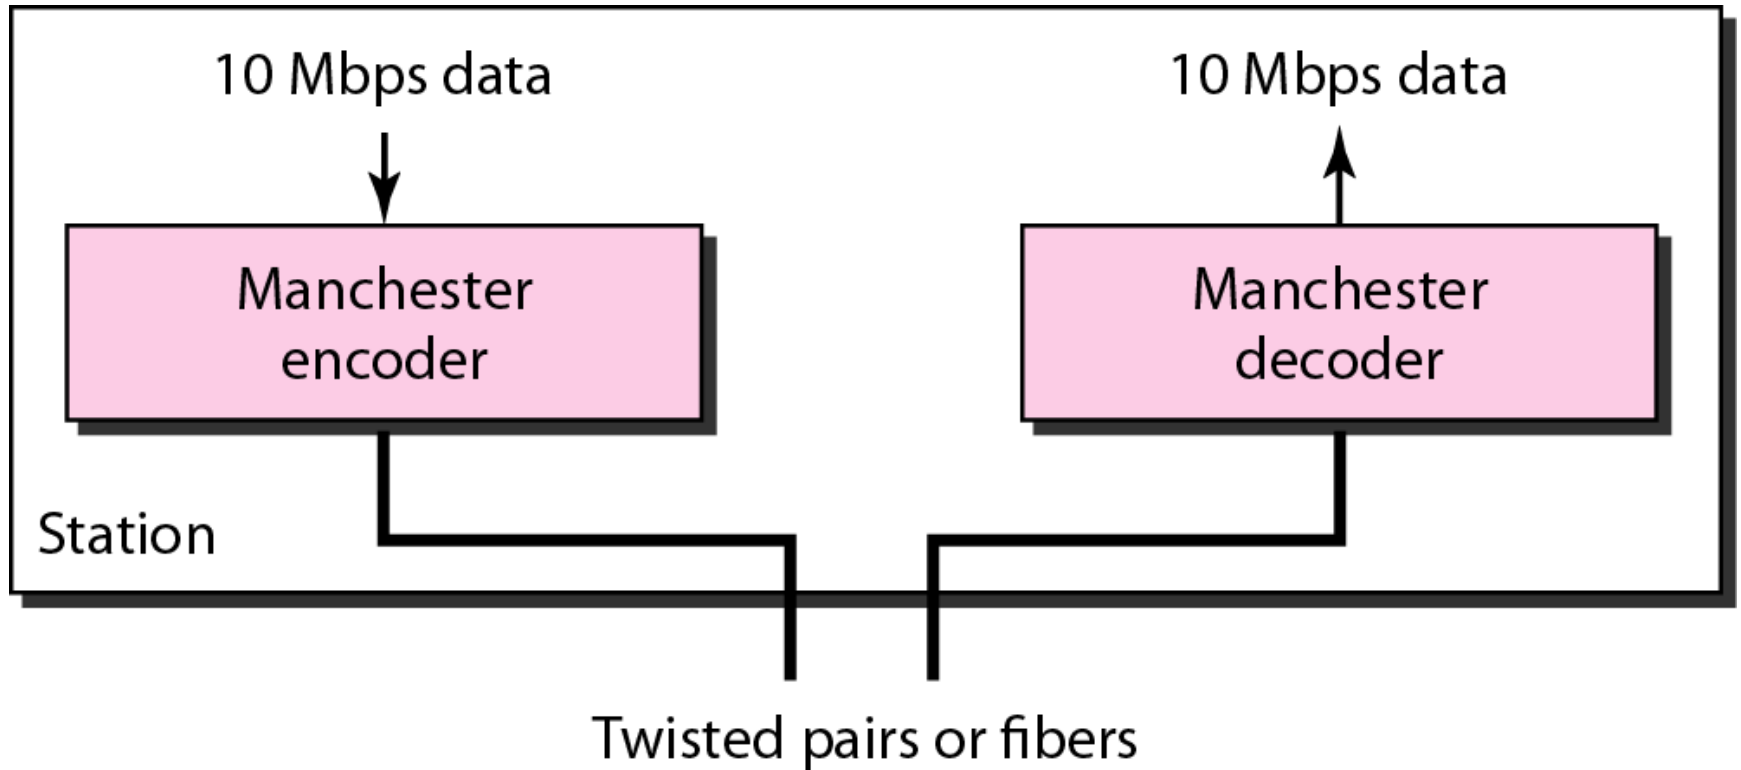 10 Mbps data
10 Mbps data
Manchester
encoder
Manchester
decoder
Station
Twisted pairs or fibers